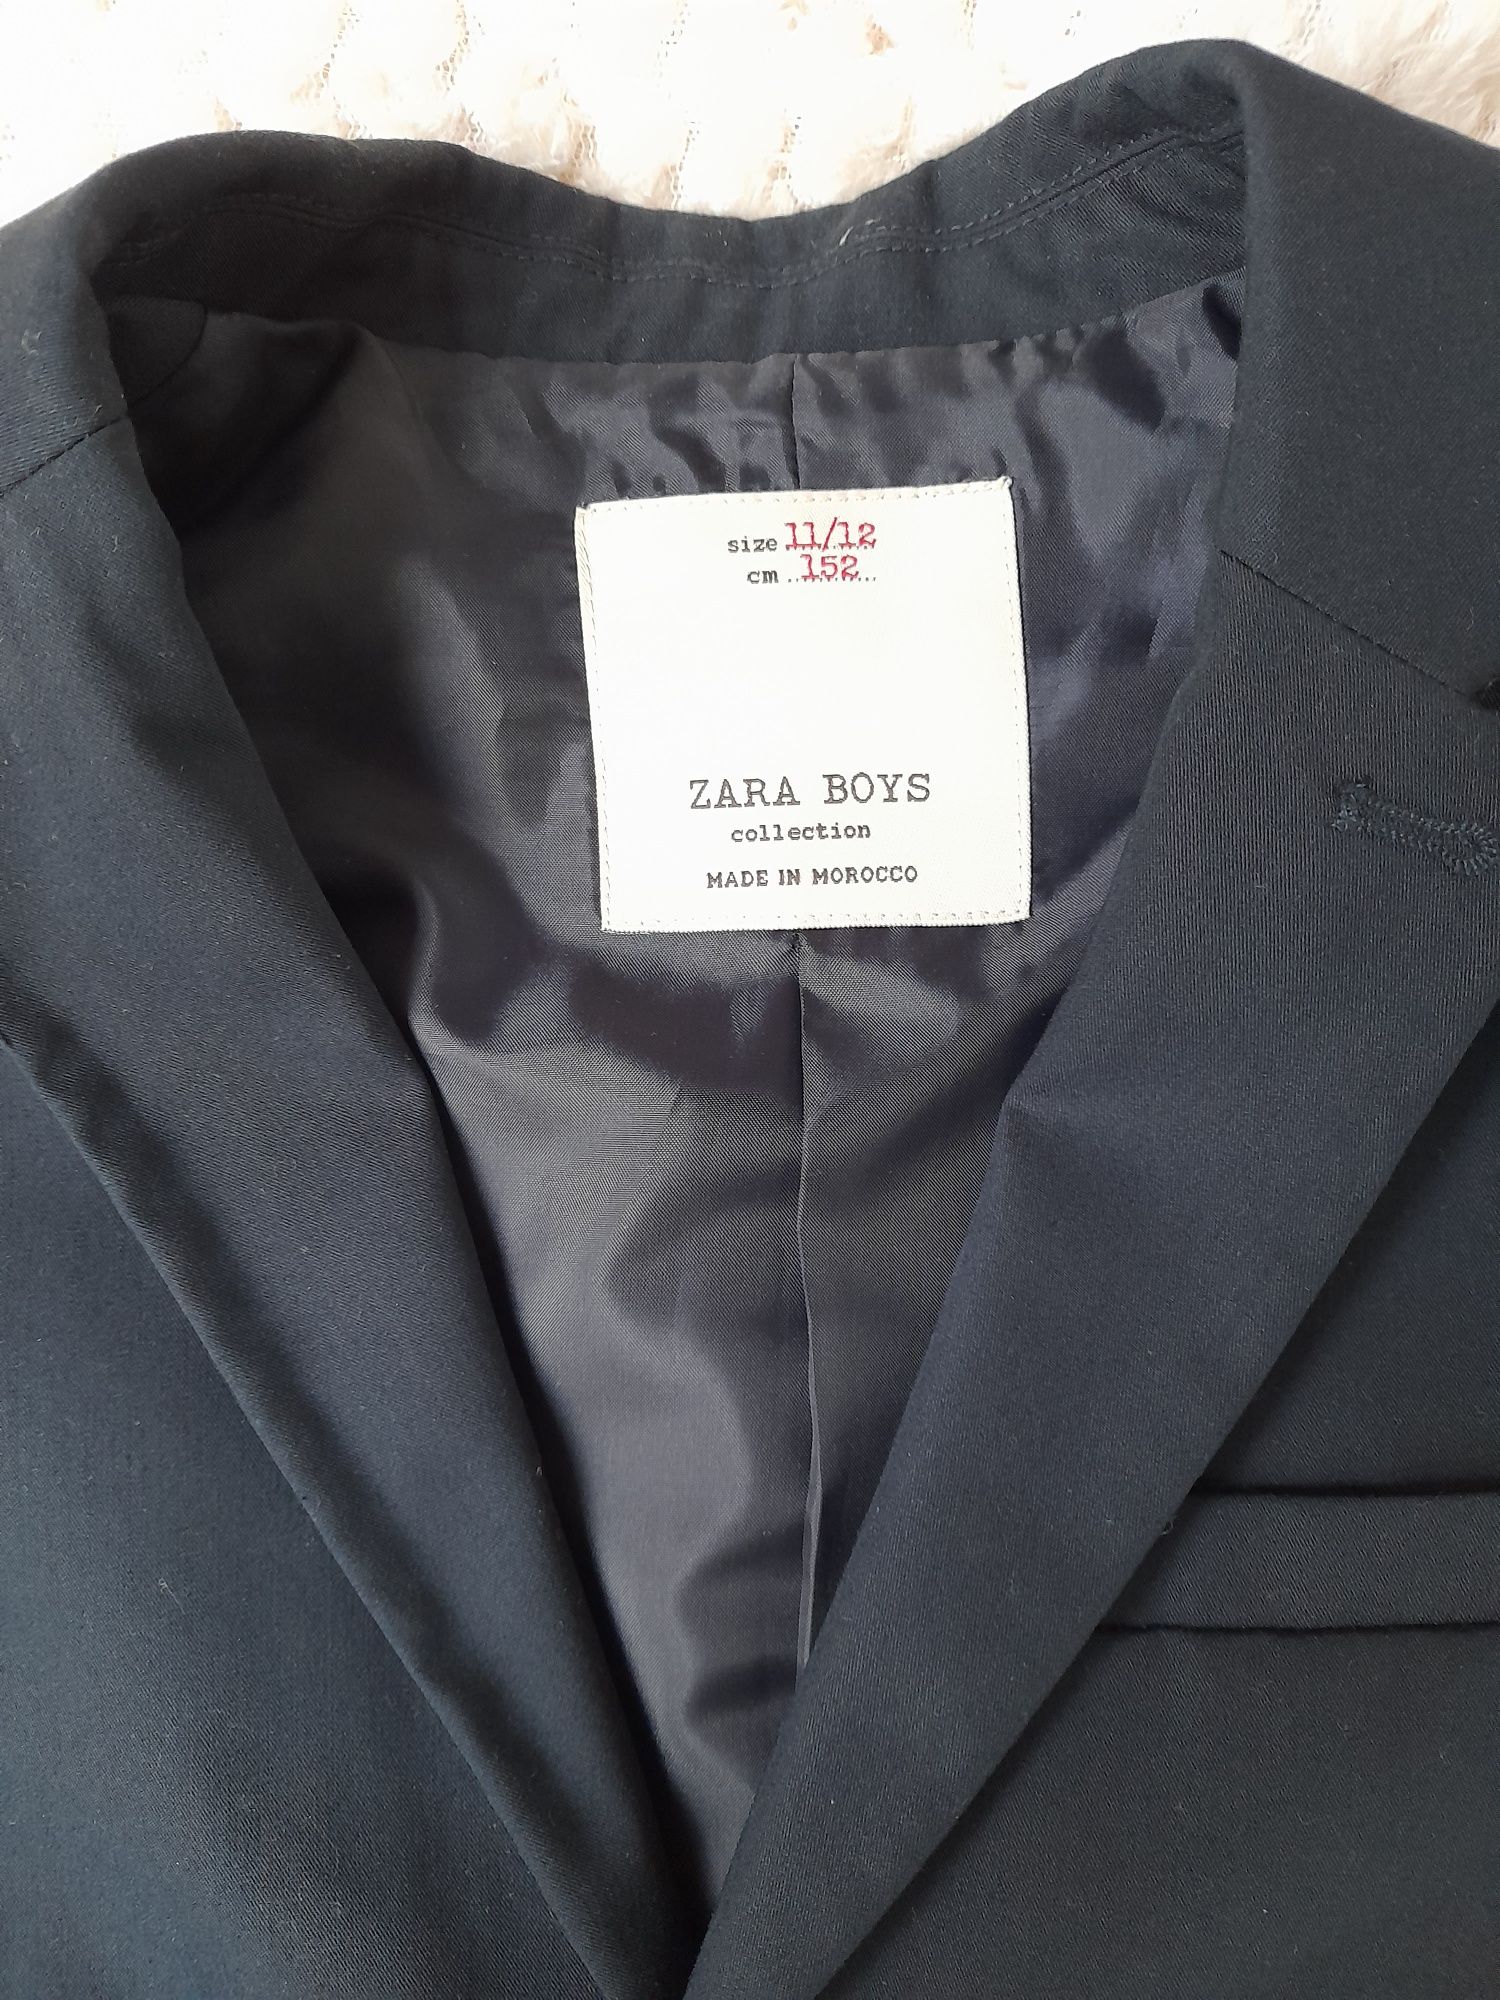 size 11/12
cm 152
ZARA BOYS
collection
MADE IN MOROCCO